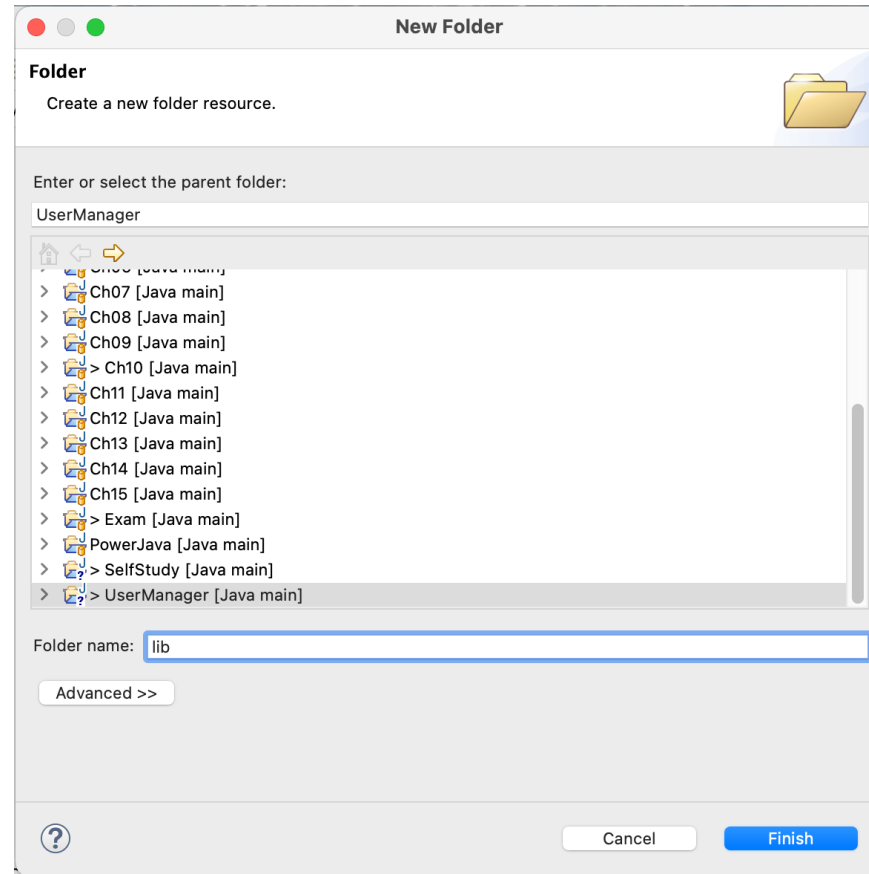 New Folder
Folder
Create a new folder resource.
Enter or select the parent folder:
UserManager
Ch07 [Java main]
Ch08 [Java main]
Ch09 [Java main]
> Ch10 [Java main]
Ch11 [Java main]
Ch12 [Java main]
Ch13 [Java main]
Ch14 [Java main]
Ch15 [Java main]
> Exam [Java main]
PowerJava [Java main]
> SelfStudy [Java main]
> UserManager [Java main]
Folder name: lib
Advanced >>
? Cancel Finish